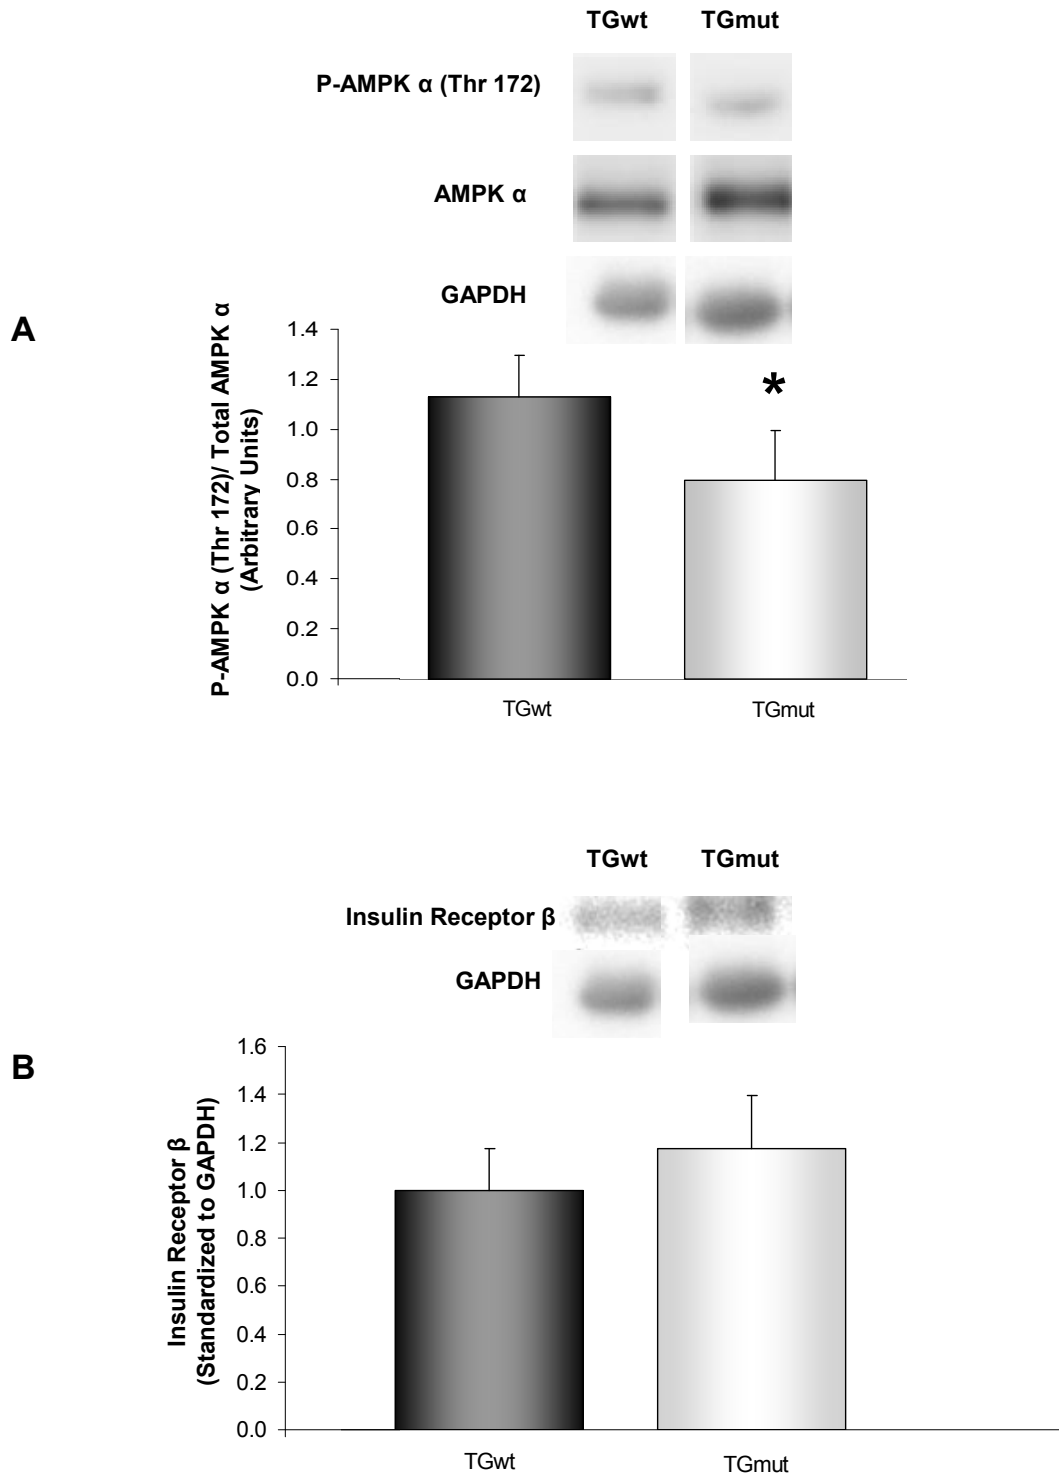 TGwt TGmut
P-AMPK α (Thr 172)
AMPK α
GAPDH
A
P-AMPK α (Thr 172)/ Total AMPK α
(Arbitrary Units)
1.4
1.2
1.0
0.8
0.6
0.4
0.2
0.0
*
TGwt TGmut
TGwt TGmut
Insulin Receptor β
GAPDH
B
Insulin Receptor β
(Standardized to GAPDH)
1.6
1.4
1.2
1.0
0.8
0.6
0.4
0.2
0.0
TGwt TGmut